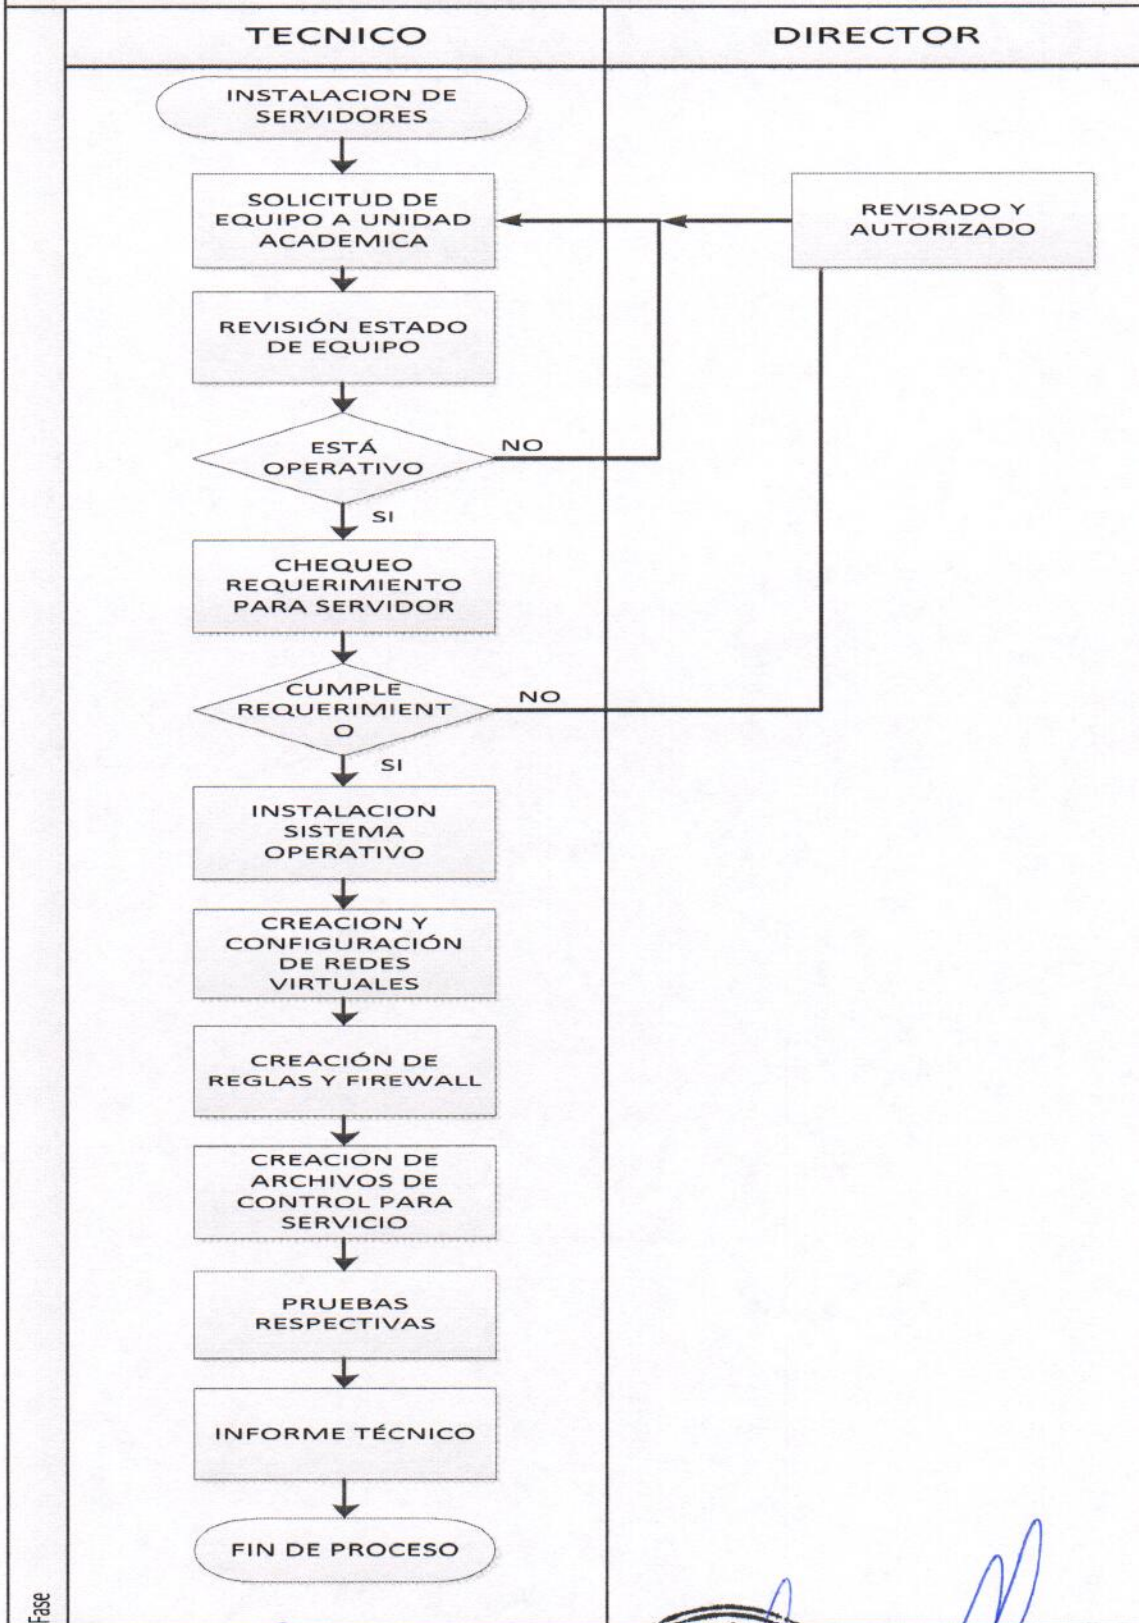 TECNICO
DIRECTOR
INSTALACION DE
SERVIDORES
SOLICITUD DE
EQUIPO A UNIDAD
ACADEMICA
REVISADO Y
AUTORIZADO
REVISIÓN ESTADO
DE EQUIPO
ESTÁ
OPERATIVO
NO
SI
CHEQUEO
REQUERIMIENTO
PARA SERVIDOR
CUMPLE
REQUERIMIENT
O
NO
SI
INSTALACION
SISTEMA
OPERATIVO
CREACION Y
CONFIGURACIÓN
DE REDES
VIRTUALES
CREACIÓN DE
REGLAS Y FIREWALL
CREACION DE
ARCHIVOS DE
CONTROL PARA
SERVICIO
PRUEBAS
RESPECTIVAS
INFORME TÉCNICO
FIN DE PROCESO
Fase